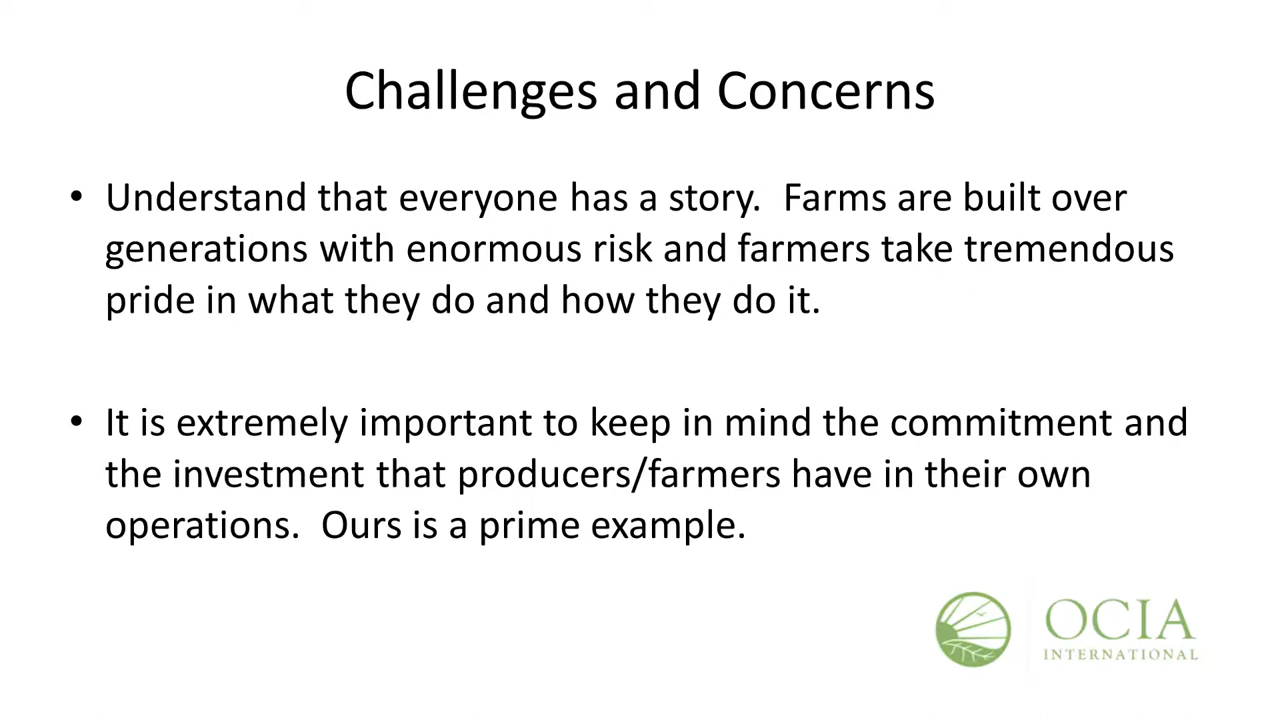 Challenges and Concerns
• Understand that everyone has a story.  Farms are built over
generations with enormous risk and farmers take tremendous
pride in what they do and how they do it.
• It is extremely important to keep in mind the commitment and
the investment that producers/farmers have in their own
operations.  Ours is a prime example.
OCIA
INTERNATIONAL